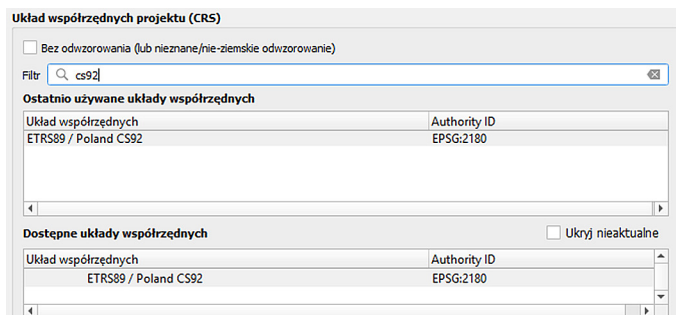 Układ współrzędnych projektu (CRS)
Bez odwzorowania (lub nieznane/nie-ziemskie odwzorowanie)
Filtr cs92
Ostatnio używane układy współrzędnych
Układ współrzędnych Authority ID
ETRS89 / Poland CS92 EPSG:2180
Dostępne układy współrzędnych Ukryj nieaktualne
Układ współrzędnych Authority ID
ETRS89 / Poland CS92 EPSG:2180